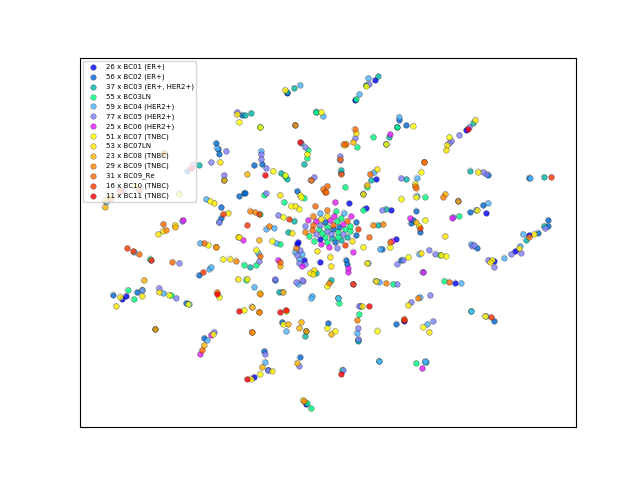 26 x BC01 (ER+)
56 x BC02 (ER+)
37 x BC03 (ER+, HER2+)
55 x BC03LN
59 x BC04 (HER2+)
77 x BC05 (HER2+)
25 x BC06 (HER2+)
51 x BC07 (TNBC)
53 x BC07LN
23 x BC08 (TNBC)
29 x BC09 (TNBC)
31 x BC09_Re
16 x BC10 (TNBC)
11 x BC11 (TNBC)